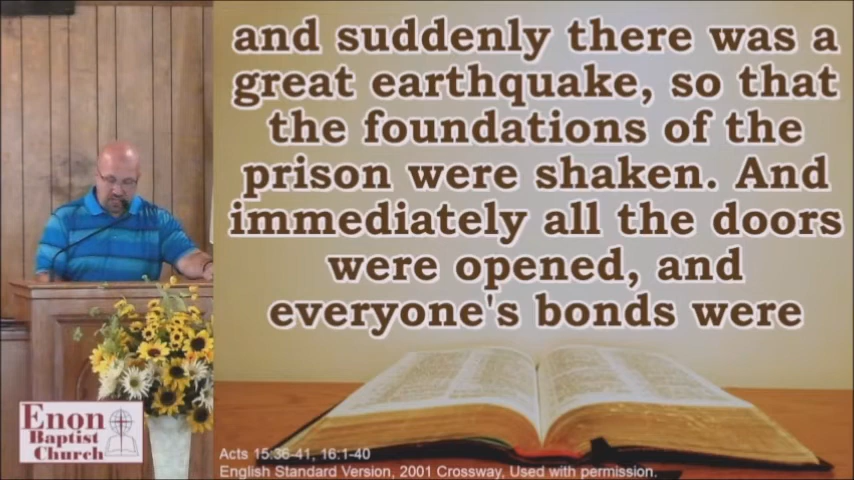 and suddenly there was a
great earthquake, so that
the foundations of the
prison were shaken. And
immediately all the doors
were opened, and
everyone's bonds were
Enon
Baptist
Church
Acts 15:36-41, 16:1-40
English Standard Version, 2001 Crossway, Used with permission.